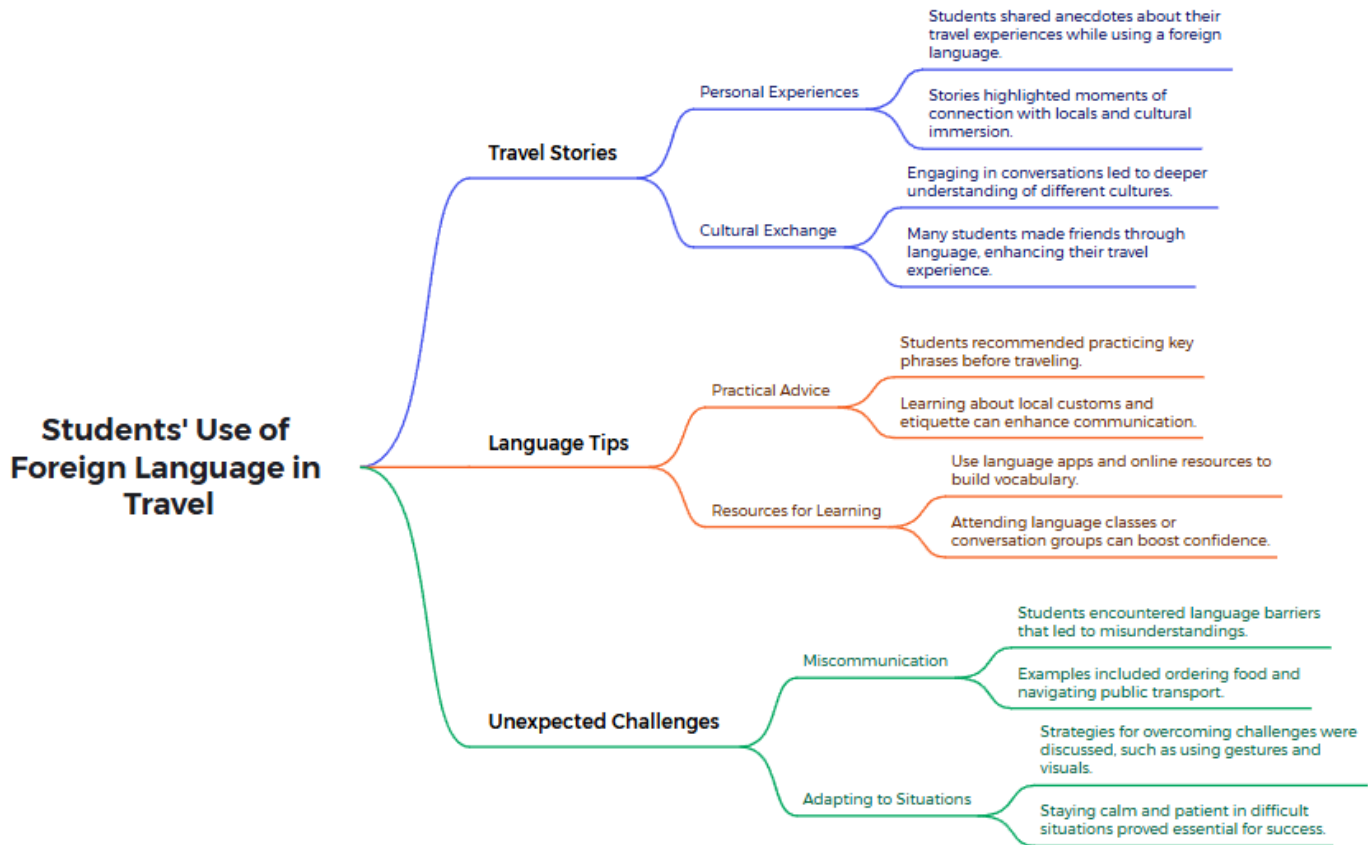 Students' Use of
Foreign Language in
Travel
Travel Stories
Personal Experiences
Students shared anecdotes about their
travel experiences while using a foreign
language.
Stories highlighted moments of
connection with locals and cultural
immersion.
Cultural Exchange
Engaging in conversations led to deeper
understanding of different cultures.
Many students made friends through
language, enhancing their travel
experience.
Language Tips
Practical Advice
Students recommended practicing key
phrases before traveling.
Learning about local customs and
etiquette can enhance communication.
Resources for Learning
Use language apps and online resources to
build vocabulary.
Attending language classes or
conversation groups can boost confidence.
Unexpected Challenges
Miscommunication
Students encountered language barriers
that led to misunderstandings.
Examples included ordering food and
navigating public transport.
Adapting to Situations
Strategies for overcoming challenges were
discussed, such as using gestures and
visuals.
Staying calm and patient in difficult
situations proved essential for success.